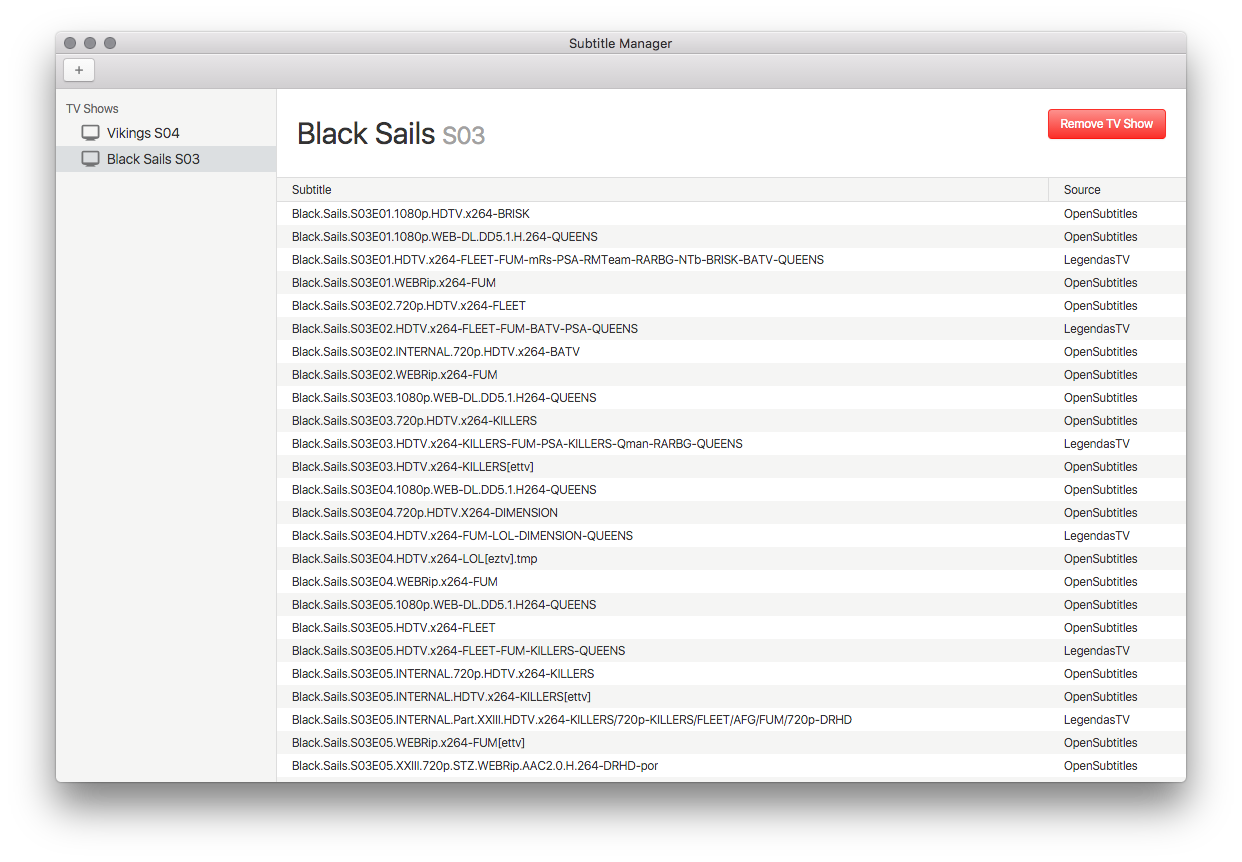 Subtitle Manager
+
TV Shows
Vikings S04
Black Sails S03
Black Sails S03
Remove TV Show
Subtitle Source
Black.Sails.S03E01.1080p.HDTV.x264-BRISK OpenSubtitles
Black.Sails.S03E01.1080p.WEB-DL.DD5.1.H.264-QUEENS OpenSubtitles
Black.Sails.S03E01.HDTV.x264-FLEET-FUM-mRs-PSA-RMTeam-RARBG-NTb-BRISK-BATV-QUEENS LegendasTV
Black.Sails.S03E01.WEBRip.x264-FUM OpenSubtitles
Black.Sails.S03E02.720p.HDTV.x264-FLEET OpenSubtitles
Black.Sails.S03E02.HDTV.x264-FLEET-FUM-BATV-PSA-QUEENS LegendasTV
Black.Sails.S03E02.INTERNAL.720p.HDTV.x264-BATV OpenSubtitles
Black.Sails.S03E02.WEBRip.x264-FUM OpenSubtitles
Black.Sails.S03E03.1080p.WEB-DL.DD5.1.H264-QUEENS OpenSubtitles
Black.Sails.S03E03.720p.HDTV.x264-KILLERS OpenSubtitles
Black.Sails.S03E03.HDTV.x264-KILLERS-FUM-PSA-KILLERS-Qman-RARBG-QUEENS LegendasTV
Black.Sails.S03E03.HDTV.x264-KILLERS[ettv] OpenSubtitles
Black.Sails.S03E04.1080p.WEB-DL.DD5.1.H264-QUEENS OpenSubtitles
Black.Sails.S03E04.720p.HDTV.X264-DIMENSION OpenSubtitles
Black.Sails.S03E04.HDTV.x264-FUM-LOL-DIMENSION-QUEENS LegendasTV
Black.Sails.S03E04.HDTV.x264-LOL[eztv].tmp OpenSubtitles
Black.Sails.S03E04.WEBRip.x264-FUM OpenSubtitles
Black.Sails.S03E05.1080p.WEB-DL.DD5.1.H264-QUEENS OpenSubtitles
Black.Sails.S03E05.HDTV.x264-FLEET OpenSubtitles
Black.Sails.S03E05.HDTV.x264-FLEET-FUM-KILLERS-QUEENS LegendasTV
Black.Sails.S03E05.INTERNAL.720p.HDTV.x264-KILLERS OpenSubtitles
Black.Sails.S03E05.INTERNAL.HDTV.x264-KILLERS[ettv] OpenSubtitles
Black.Sails.S03E05.INTERNAL.Part.XXIII.HDTV.x264-KILLERS/720p-KILLERS/FLEET/AFG/FUM/720p-DRHD LegendasTV
Black.Sails.S03E05.WEBRip.x264-FUM[ettv] OpenSubtitles
Black.Sails.S03E05.XXIII.720p.STZ.WEBRip.AAC2.0.H.264-DRHD-por OpenSubtitles